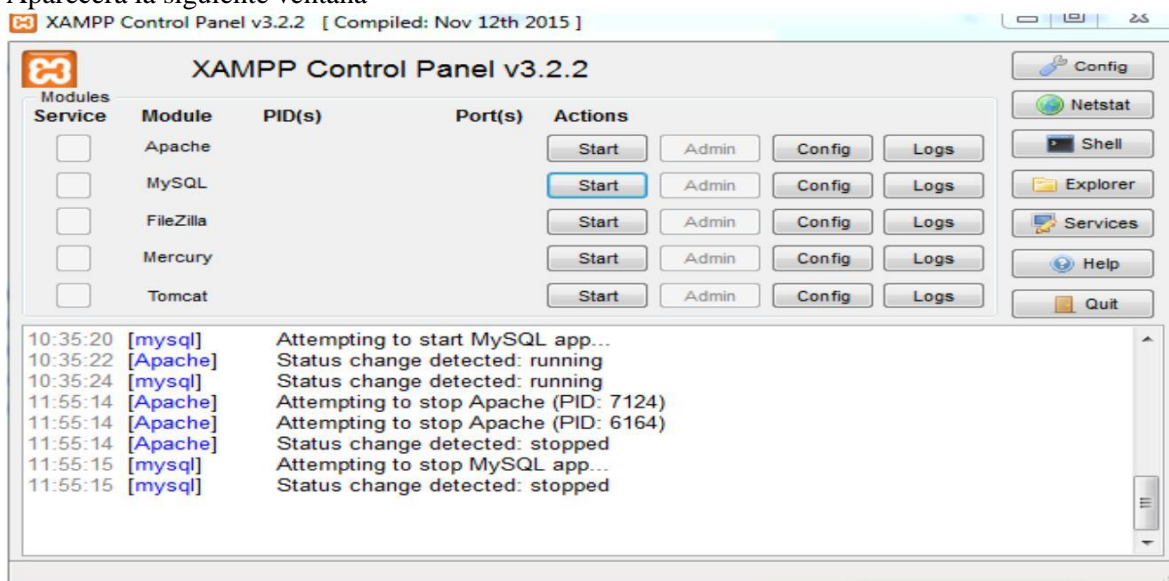 Aparecerá la siguiente ventana
XAMPP Control Panel v3.2.2 [ Compiled: Nov 12th 2015 ]
XAMPP Control Panel v3.2.2
Config
Modules
Netstat
Service Module PID(s) Port(s) Actions
Apache Start Admin Config Logs
Shell
MySQL Start Admin Config Logs
Explorer
FileZilla Start Admin Config Logs
Services
Mercury Start Admin Config Logs
Help
Tomcat Start Admin Config Logs
Quit
10:35:20 [mysql] Attempting to start MySQL app...
10:35:22 [Apache] Status change detected: running
10:35:24 [mysql] Status change detected: running
11:55:14 [Apache] Attempting to stop Apache (PID: 7124)
11:55:14 [Apache] Attempting to stop Apache (PID: 6164)
11:55:14 [Apache] Status change detected: stopped
11:55:15 [mysql] Attempting to stop MySQL app...
11:55:15 [mysql] Status change detected: stopped